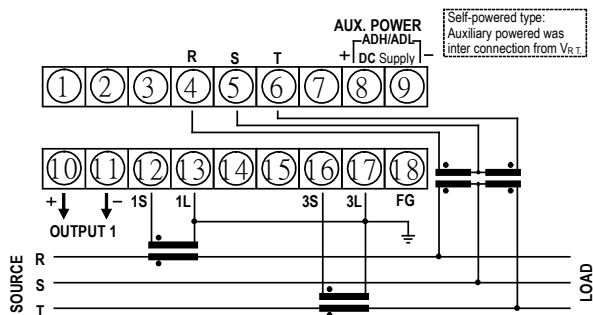 AUX. POWER
ADH/ADL
+ DC Supply –
Self-powered type:
Auxiliary powered was
inter connection from VR.T.
R S T
1 2 3 4 5 6 7 8 9
10 11 12 13 14 15 16 17 18
+ – 1S 1L 3S 3L FG
OUTPUT 1
SOURCE
R
S
T
LOAD